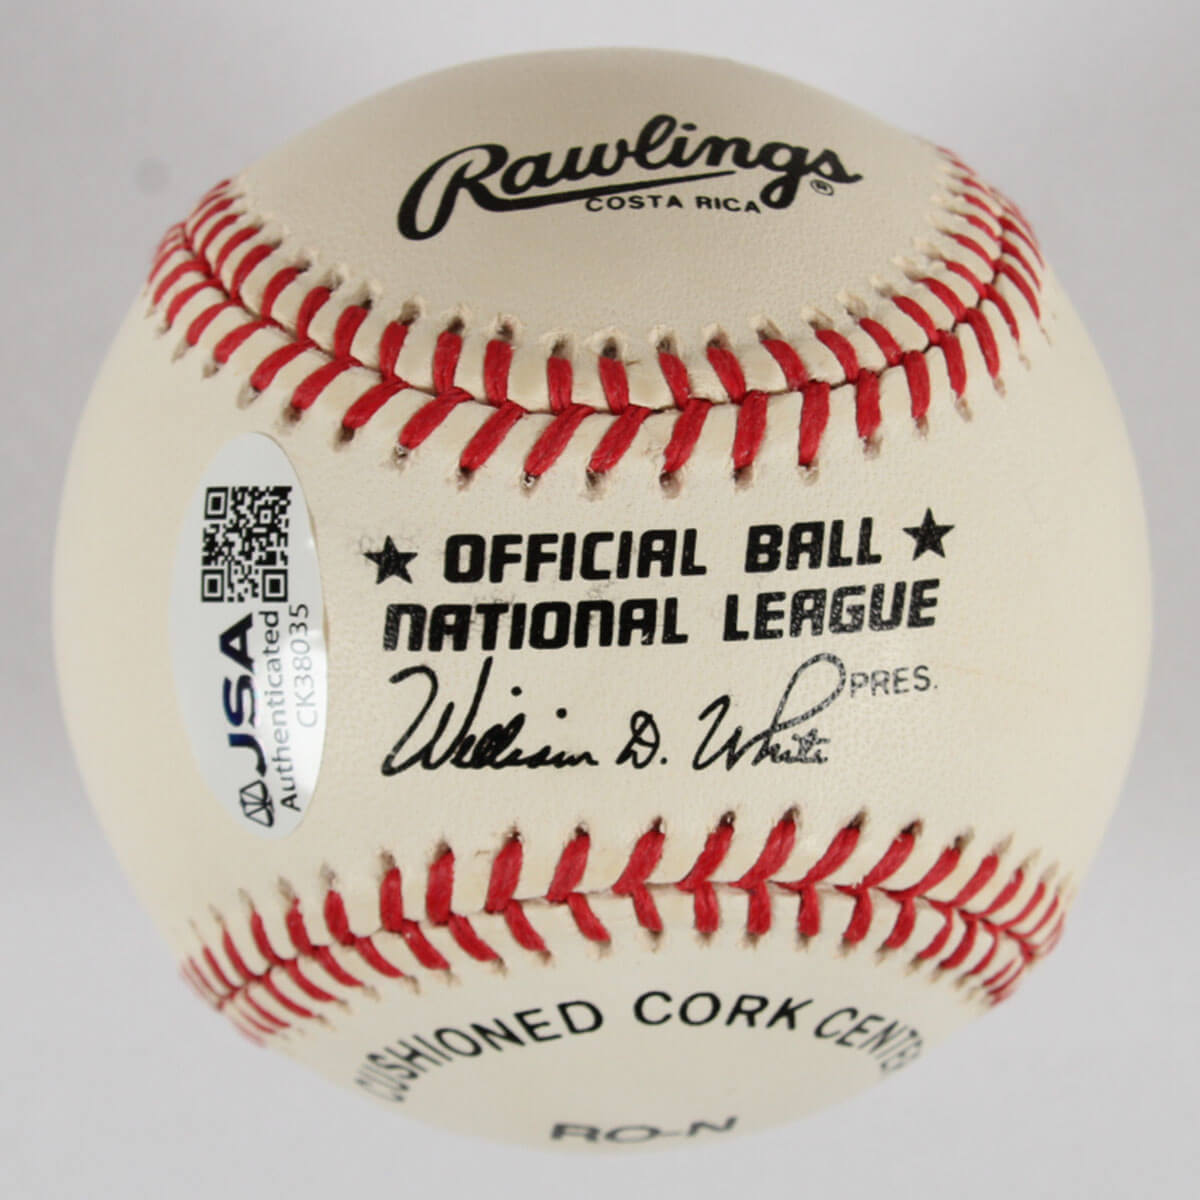 Rawlings®
COSTA RICA
★ OFFICIAL BALL ★
NATIONAL LEAGUE
William D. White PRES.
JSA
Authenticated
CK38035
CUSHIONED CORK CENTER
RO-N